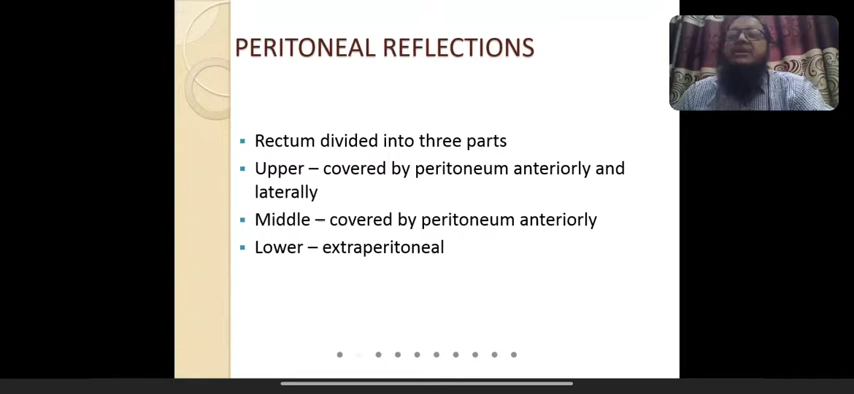 PERITONEAL REFLECTIONS
▪ Rectum divided into three parts
▪ Upper – covered by peritoneum anteriorly and
laterally
▪ Middle – covered by peritoneum anteriorly
▪ Lower – extraperitoneal